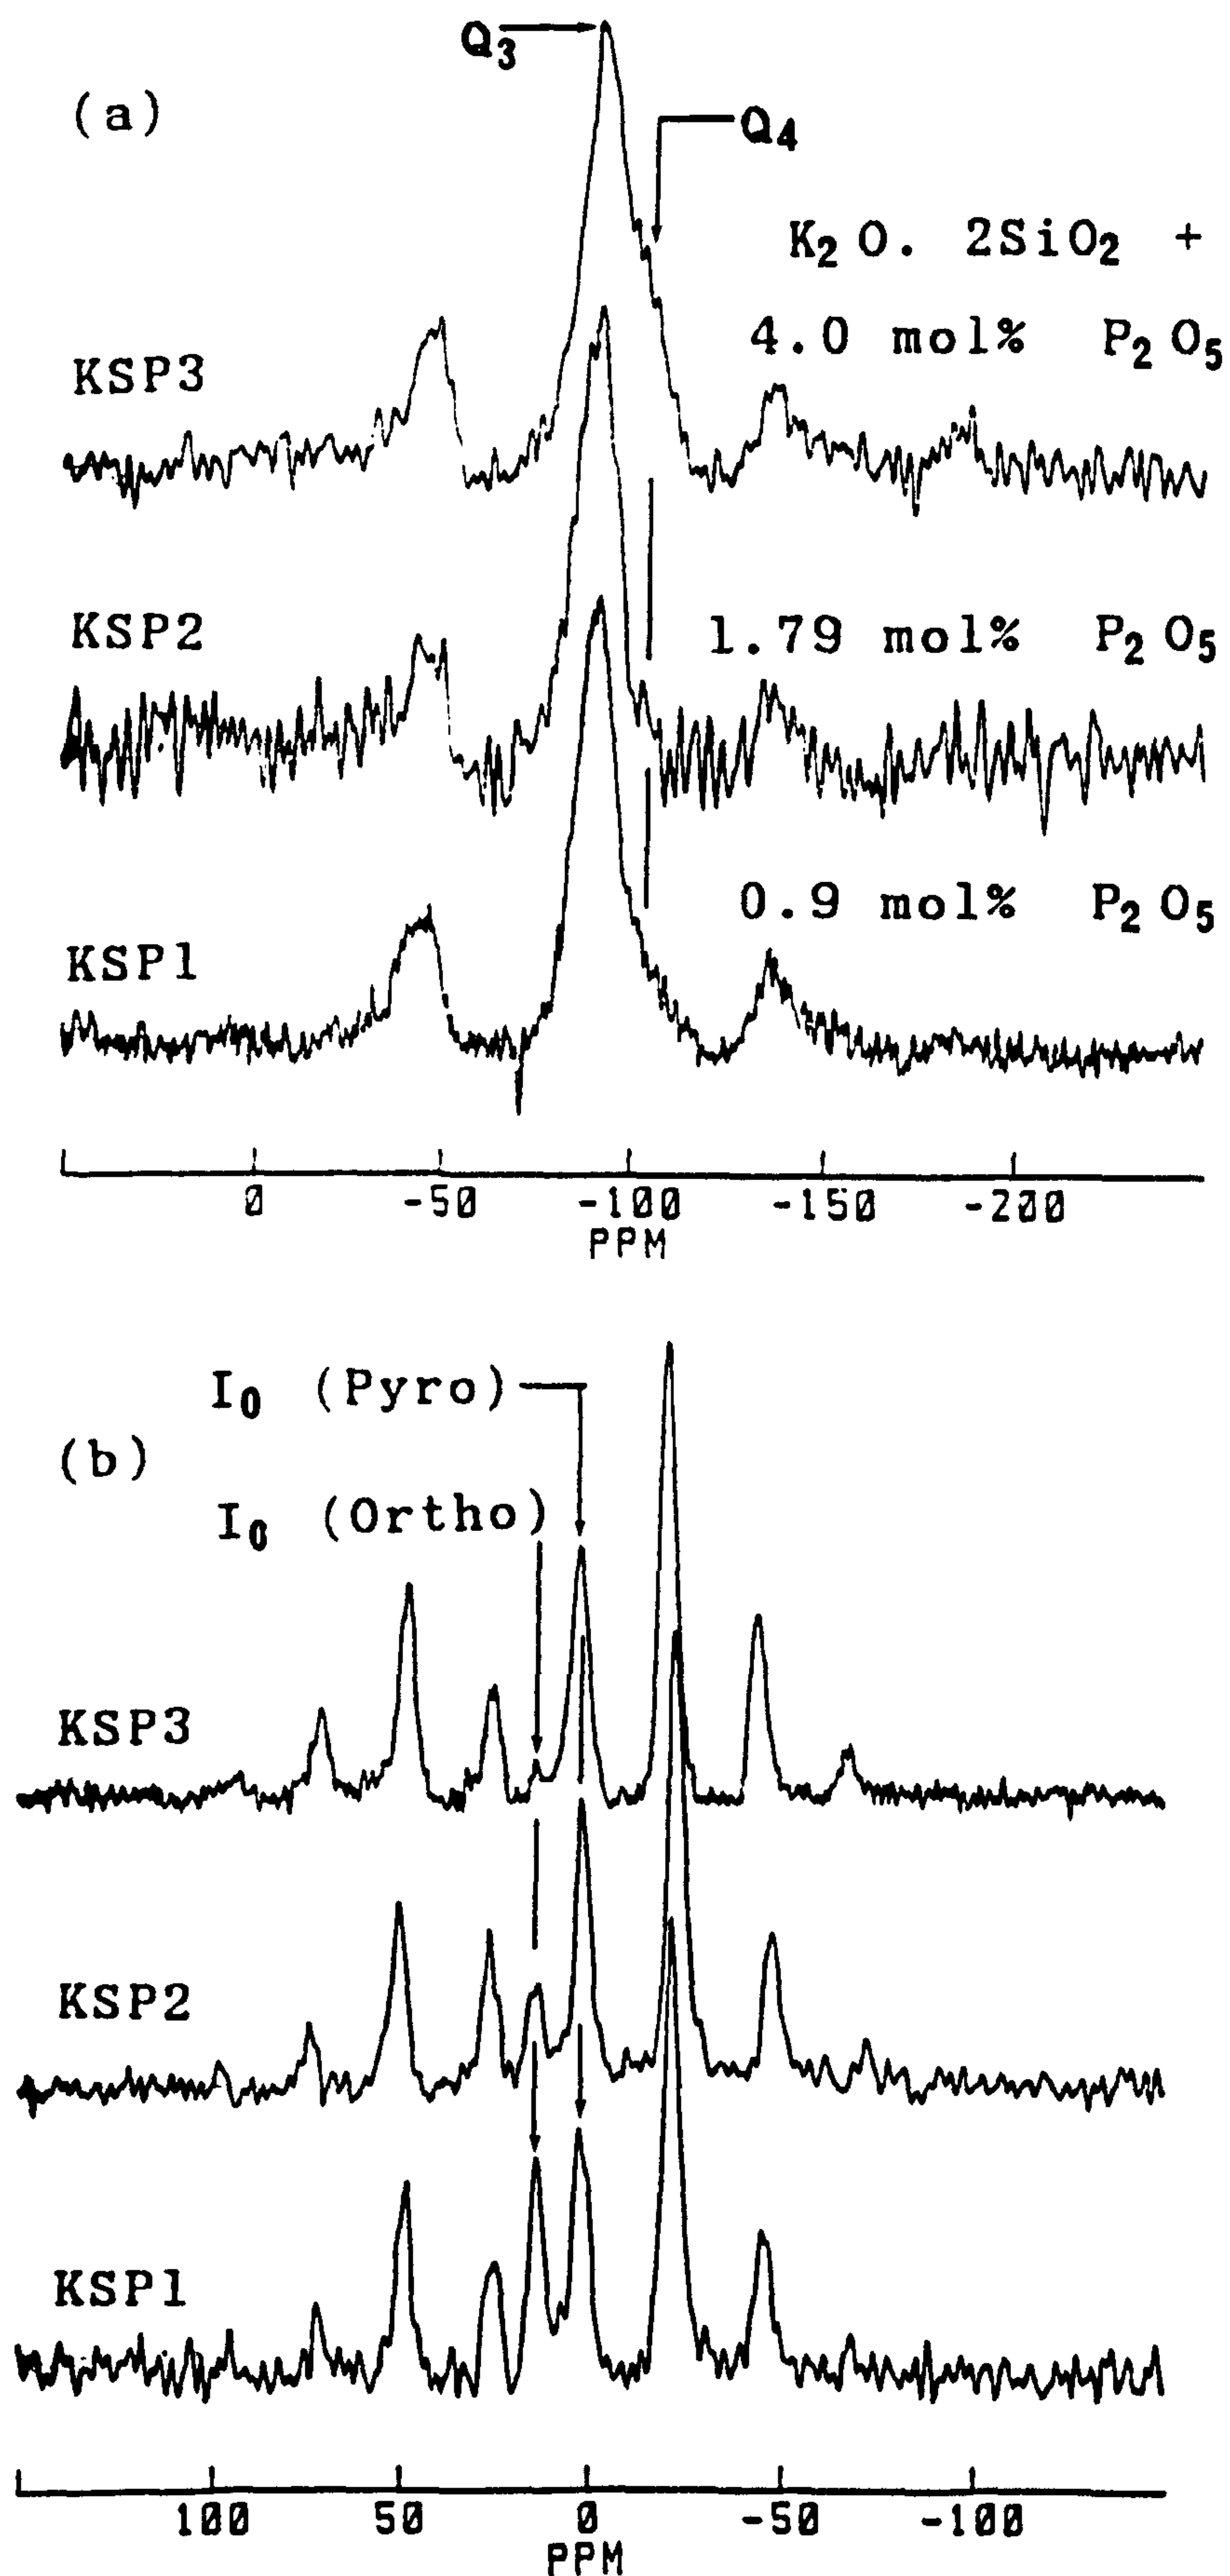 Q₃
(a)
Q₄
K₂O. 2SiO₂ +
KSP3 4.0 mol% P₂O₅
KSP2 1.79 mol% P₂O₅
KSP1 0.9 mol% P₂O₅
0 -50 -100 -150 -200
PPM
I₀ (Pyro)
(b)
I₀ (Ortho)
KSP3
KSP2
KSP1
100 50 0 -50 -100
PPM